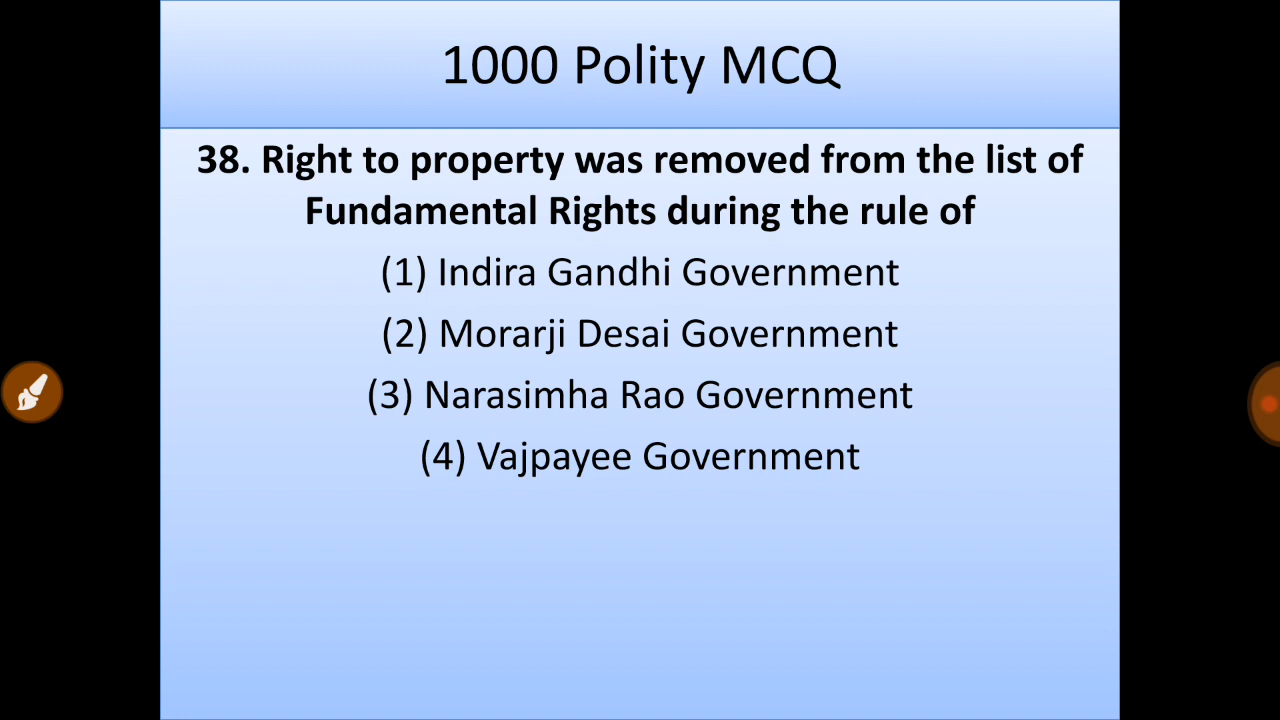 1000 Polity MCQ
38. Right to property was removed from the list of
Fundamental Rights during the rule of
(1) Indira Gandhi Government
(2) Morarji Desai Government
(3) Narasimha Rao Government
(4) Vajpayee Government